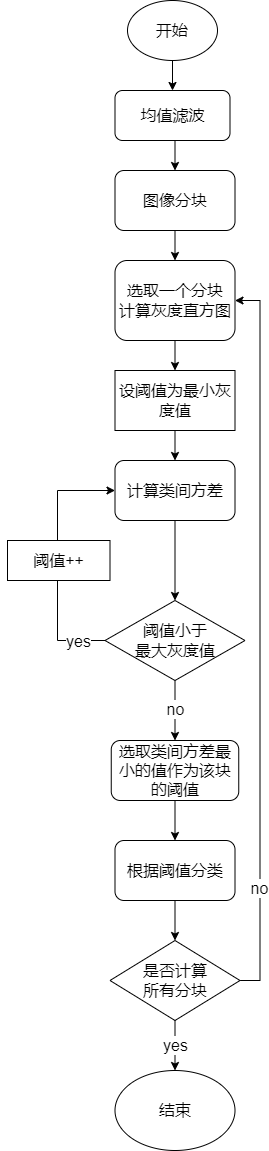 开始
均值滤波
图像分块
选取一个分块
计算灰度直方图
设阈值为最小灰
度值
计算类间方差
阈值++
阈值小于
最大灰度值
yes
no
选取类间方差最
小的值作为该块
的阈值
根据阈值分类
no
是否计算
所有分块
yes
结束